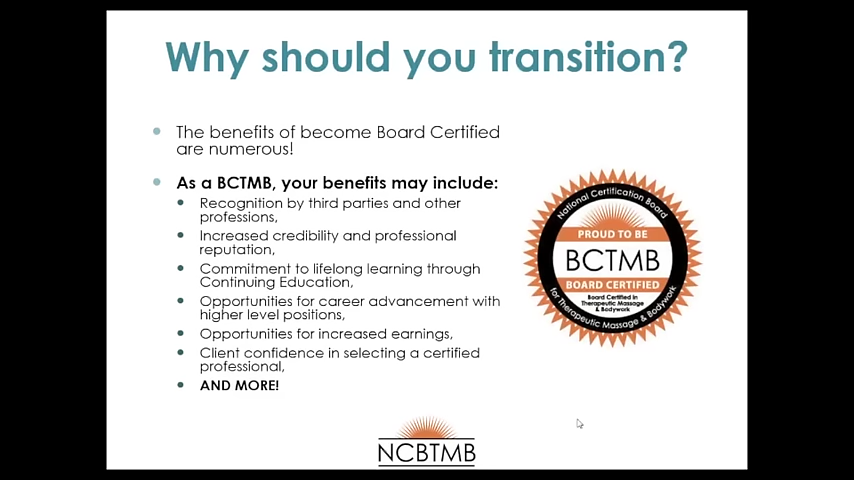 Why should you transition?
The benefits of become Board Certified
are numerous!
As a BCTMB, your benefits may include:
Recognition by third parties and other
professions,
Increased credibility and professional
reputation,
Commitment to lifelong learning through
Continuing Education,
Opportunities for career advancement with
higher level positions,
Opportunities for increased earnings,
Client confidence in selecting a certified
professional,
AND MORE!
National Certification Board
PROUD TO BE
BCTMB
BOARD CERTIFIED
Board Certified in
Therapeutic Massage
& Bodywork
for Therapeutic Massage & Bodywork
NCBTMB